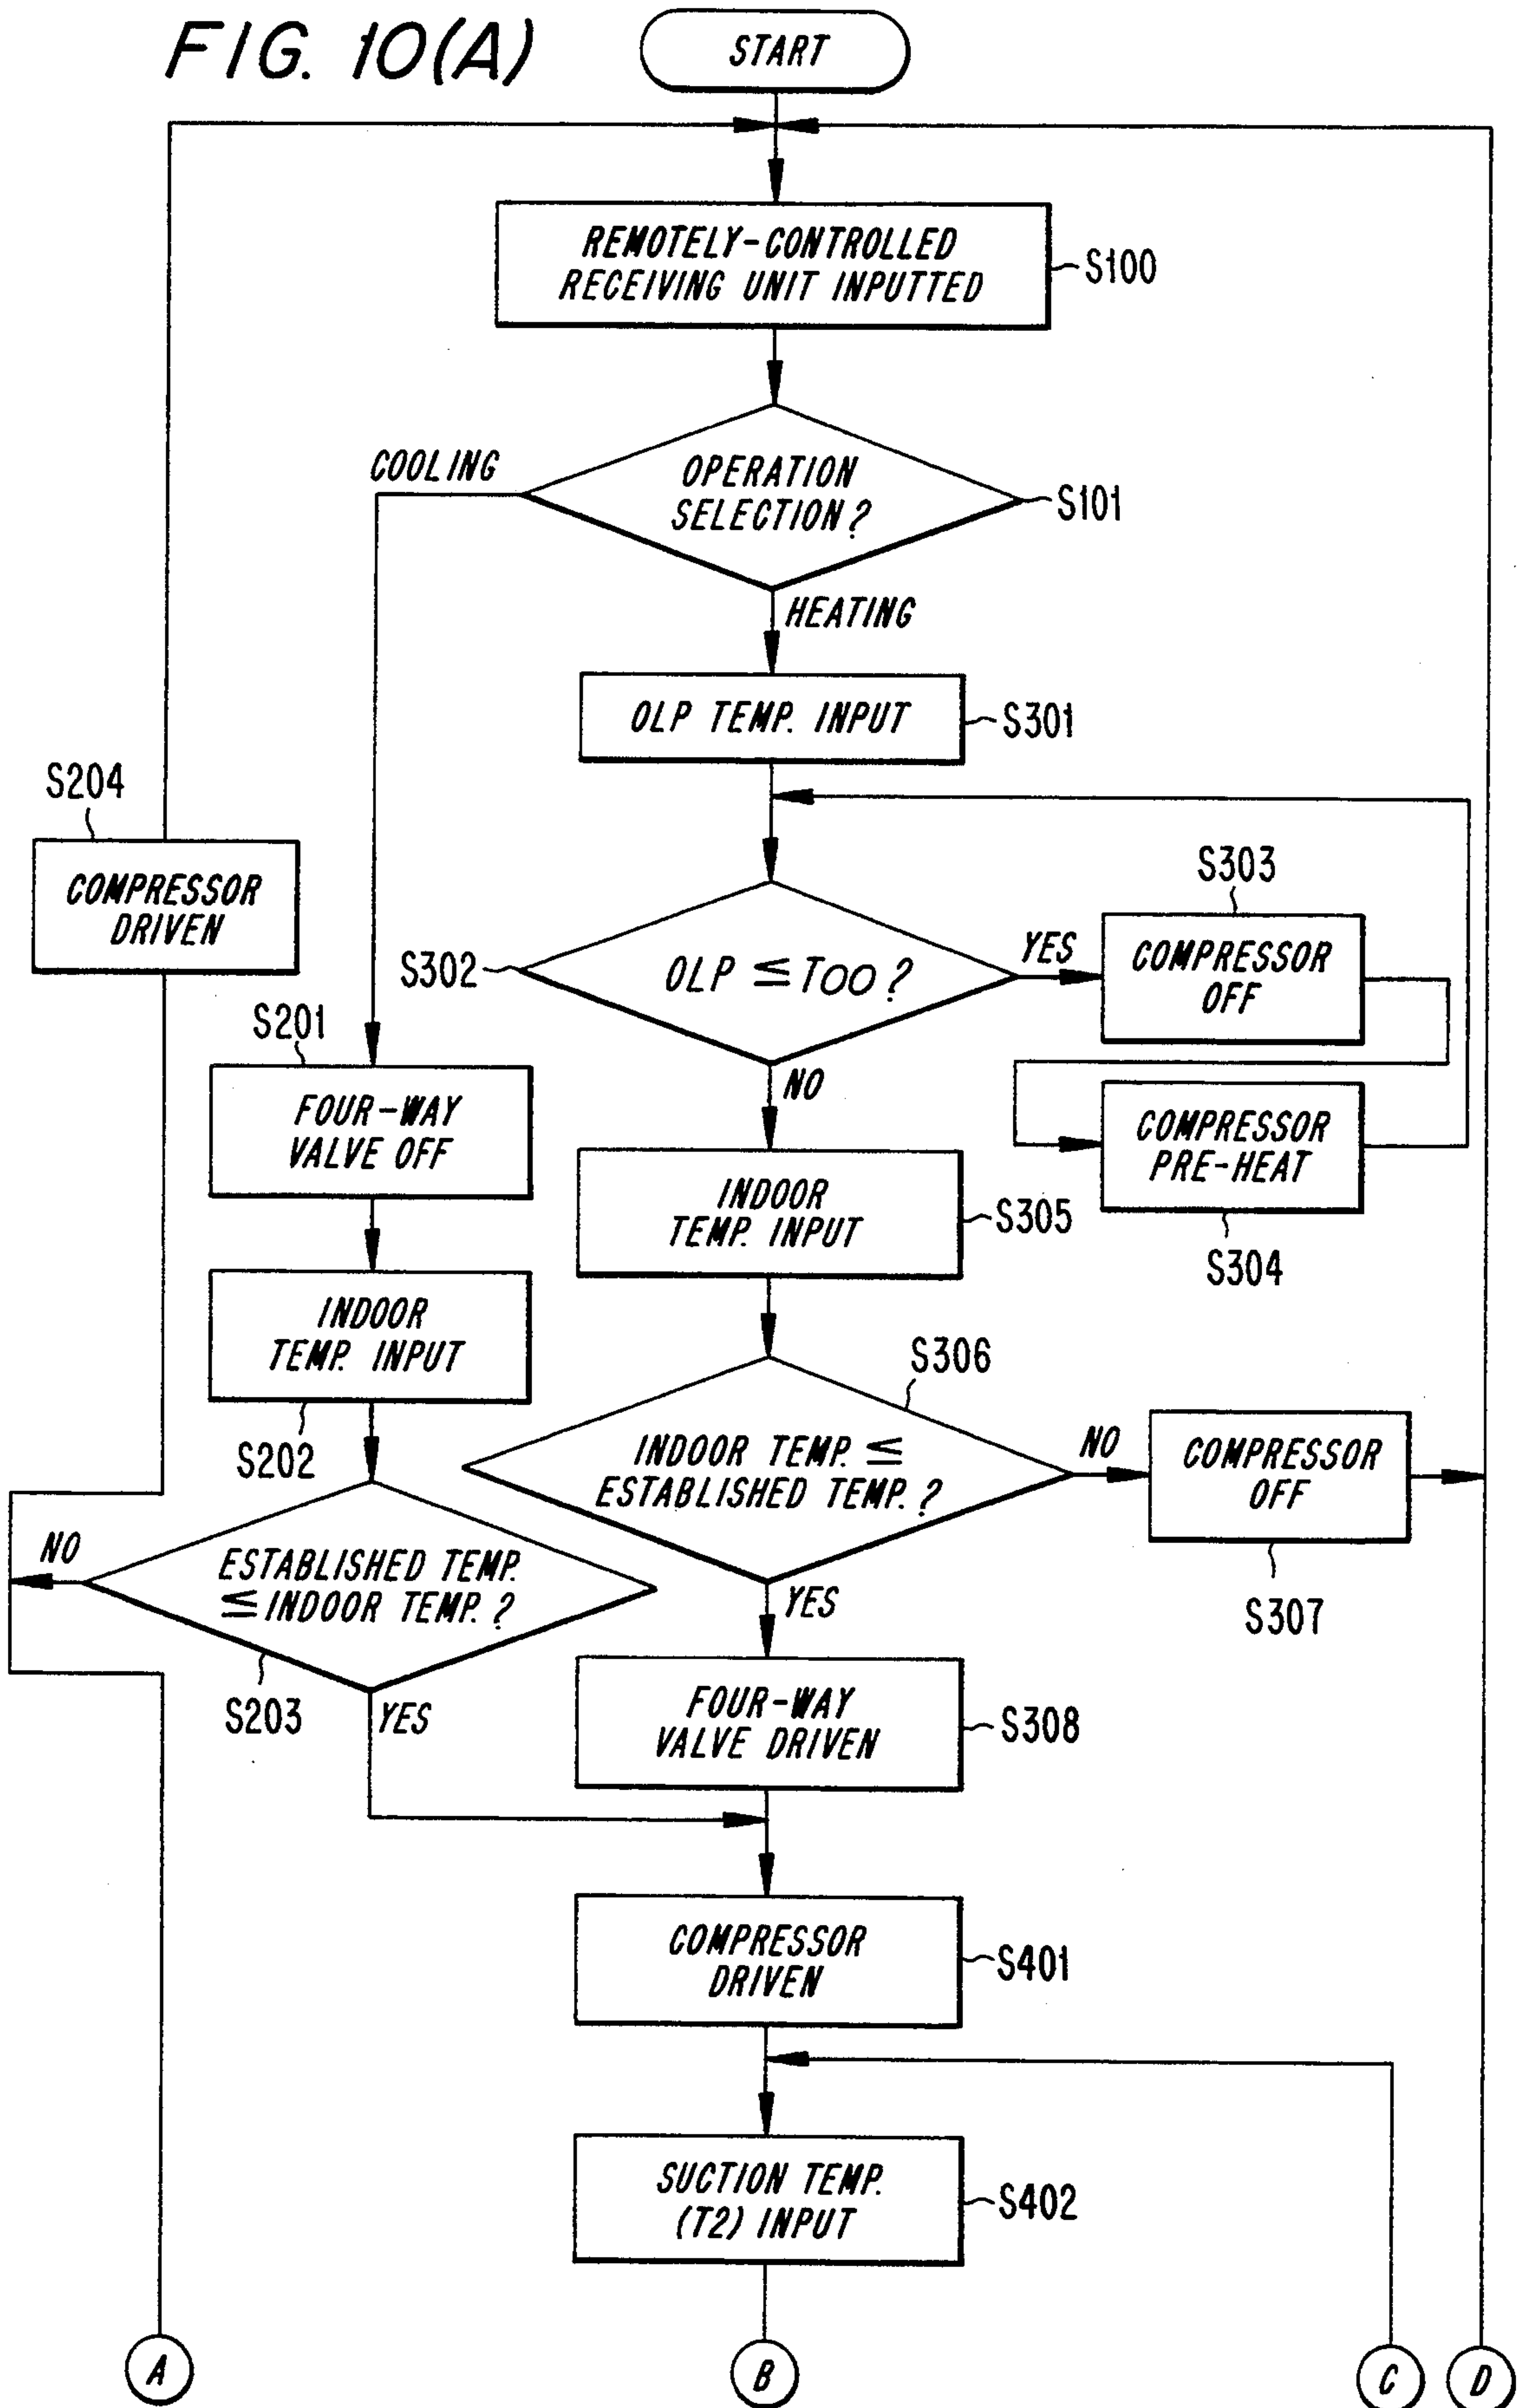 FIG. 10(A)
START
REMOTELY-CONTROLLED
RECEIVING UNIT INPUTTED
S100
COOLING
OPERATION
SELECTION?
S101
HEATING
OLP TEMP. INPUT
S301
S204
COMPRESSOR
DRIVEN
S302
OLP ≦ TOO?
YES
S303
COMPRESSOR
OFF
NO
S201
FOUR-WAY
VALVE OFF
COMPRESSOR
PRE-HEAT
S304
INDOOR
TEMP. INPUT
S305
INDOOR
TEMP. INPUT
S202
S306
INDOOR TEMP. ≦
ESTABLISHED TEMP.?
NO
COMPRESSOR
OFF
S307
NO
ESTABLISHED TEMP.
≦ INDOOR TEMP.?
S203
YES
YES
FOUR-WAY
VALVE DRIVEN
S308
COMPRESSOR
DRIVEN
S401
SUCTION TEMP.
(T2) INPUT
S402
A
B
C
D